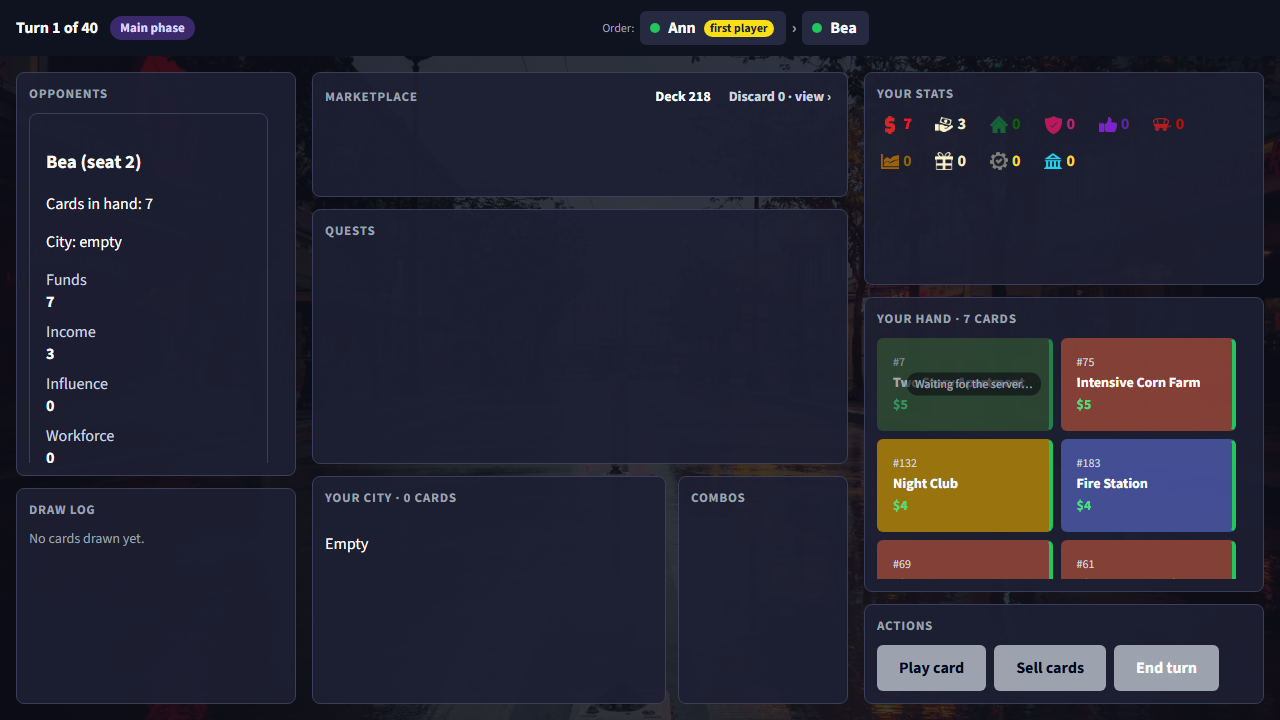 Turn 1 of 40 Main phase
Order: Ann first player › Bea
OPPONENTS
Bea (seat 2)
Cards in hand: 7
City: empty
Funds
7
Income
3
Influence
0
Workforce
0
DRAW LOG
No cards drawn yet.
MARKETPLACE Deck 218 Discard 0 · view ›
QUESTS
YOUR CITY · 0 CARDS
Empty
COMBOS
YOUR STATS
7 3 0 0 0 0
0 0 0 0
YOUR HAND · 7 CARDS
#7
Waiting for the server...
$5
#75
Intensive Corn Farm
$5
#132
Night Club
$4
#183
Fire Station
$4
#69
#61
ACTIONS
Play card Sell cards End turn